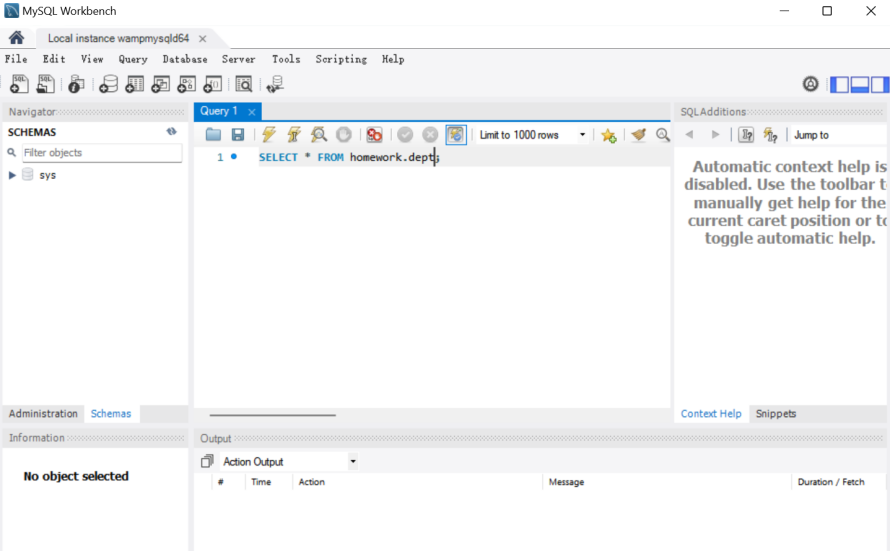 MySQL Workbench
Local instance wampmysqld64
File Edit View Query Database Server Tools Scripting Help
Navigator
SCHEMAS
Filter objects
sys
Administration Schemas
Information
No object selected
Query 1
Limit to 1000 rows
1 SELECT * FROM homework.dept;
SQLAdditions
Jump to
Automatic context help is
disabled. Use the toolbar t
manually get help for the
current caret position or to
toggle automatic help.
Context Help Snippets
Output
Action Output
# Time Action Message Duration / Fetch